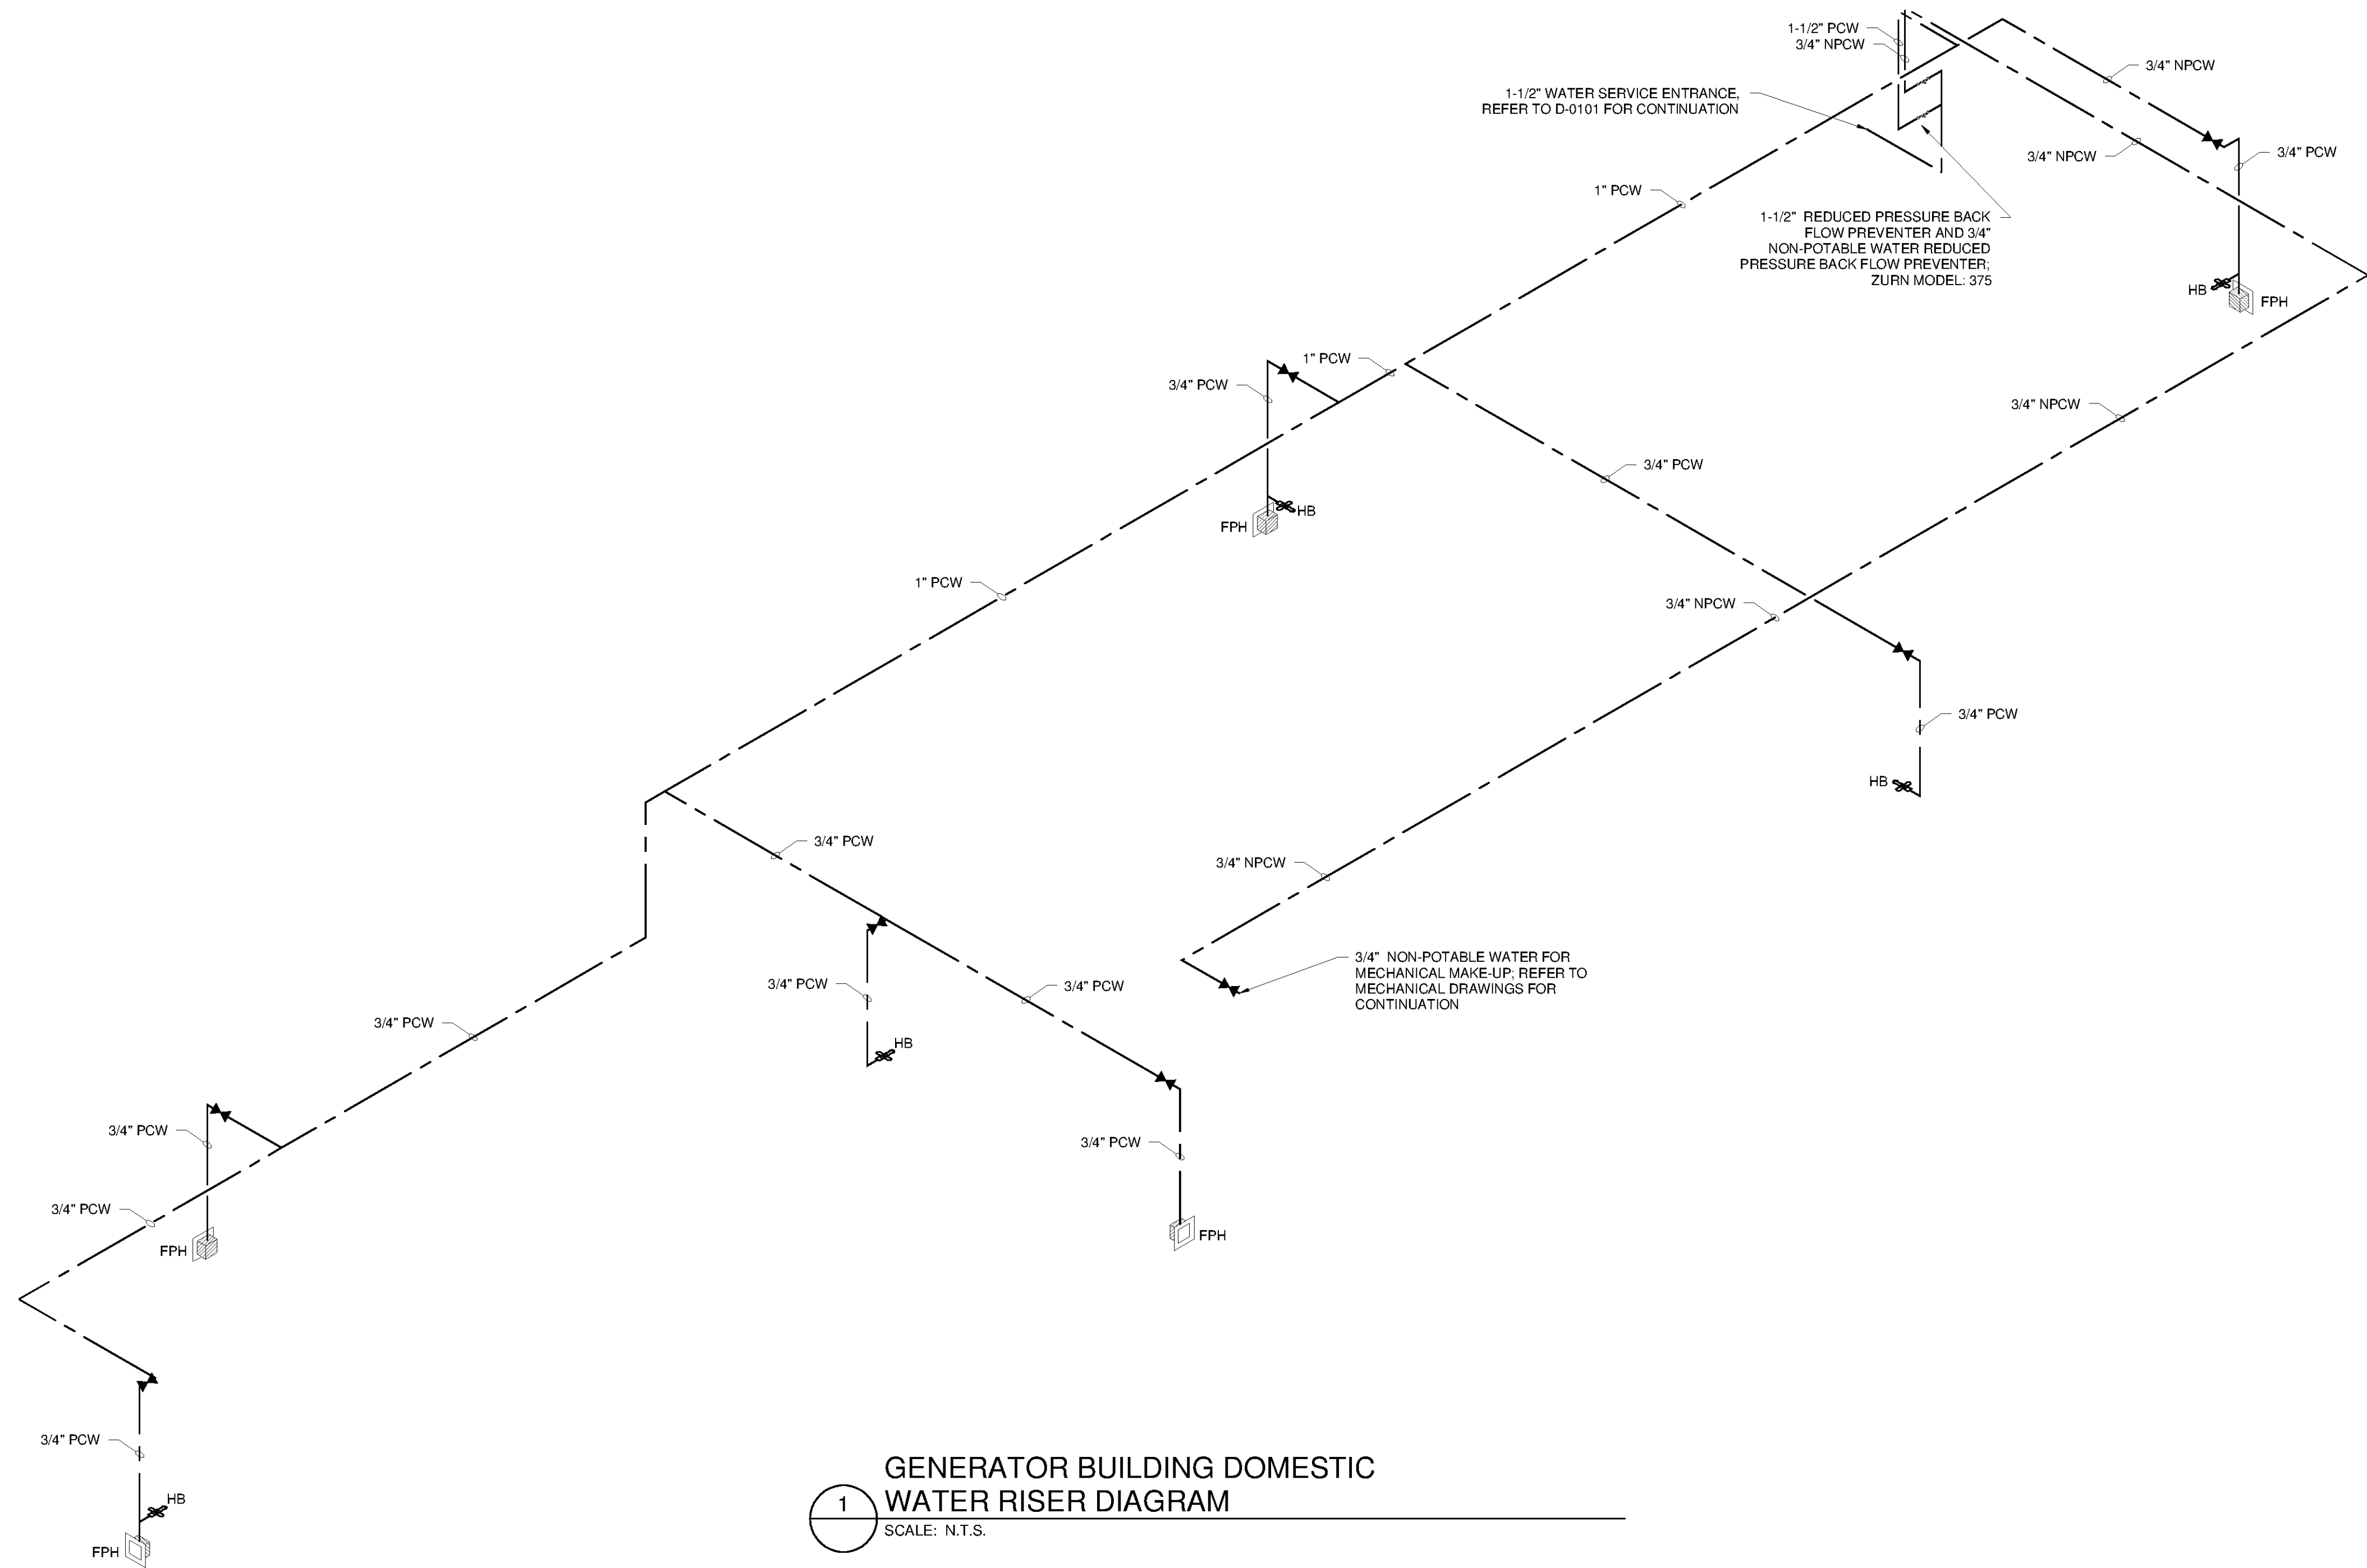 1-1/2" PCW
3/4" NPCW
3/4" NPCW
1-1/2" WATER SERVICE ENTRANCE,
REFER TO D-0101 FOR CONTINUATION
3/4" NPCW
3/4" PCW
1" PCW
1-1/2"  REDUCED PRESSURE BACK
FLOW PREVENTER AND 3/4"
NON-POTABLE WATER REDUCED
PRESSURE BACK FLOW PREVENTER;
ZURN MODEL: 375
HB
FPH
1" PCW
3/4" PCW
3/4" NPCW
3/4" PCW
HB
FPH
1" PCW
3/4" NPCW
3/4" PCW
HB
3/4" PCW
3/4" NPCW
3/4"  NON-POTABLE WATER FOR
MECHANICAL MAKE-UP; REFER TO
MECHANICAL DRAWINGS FOR
CONTINUATION
3/4" PCW
3/4" PCW
3/4" PCW
HB
3/4" PCW
3/4" PCW
3/4" PCW
FPH
FPH
3/4" PCW
HB
FPH
GENERATOR BUILDING DOMESTIC
1 WATER RISER DIAGRAM
SCALE:  N.T.S.